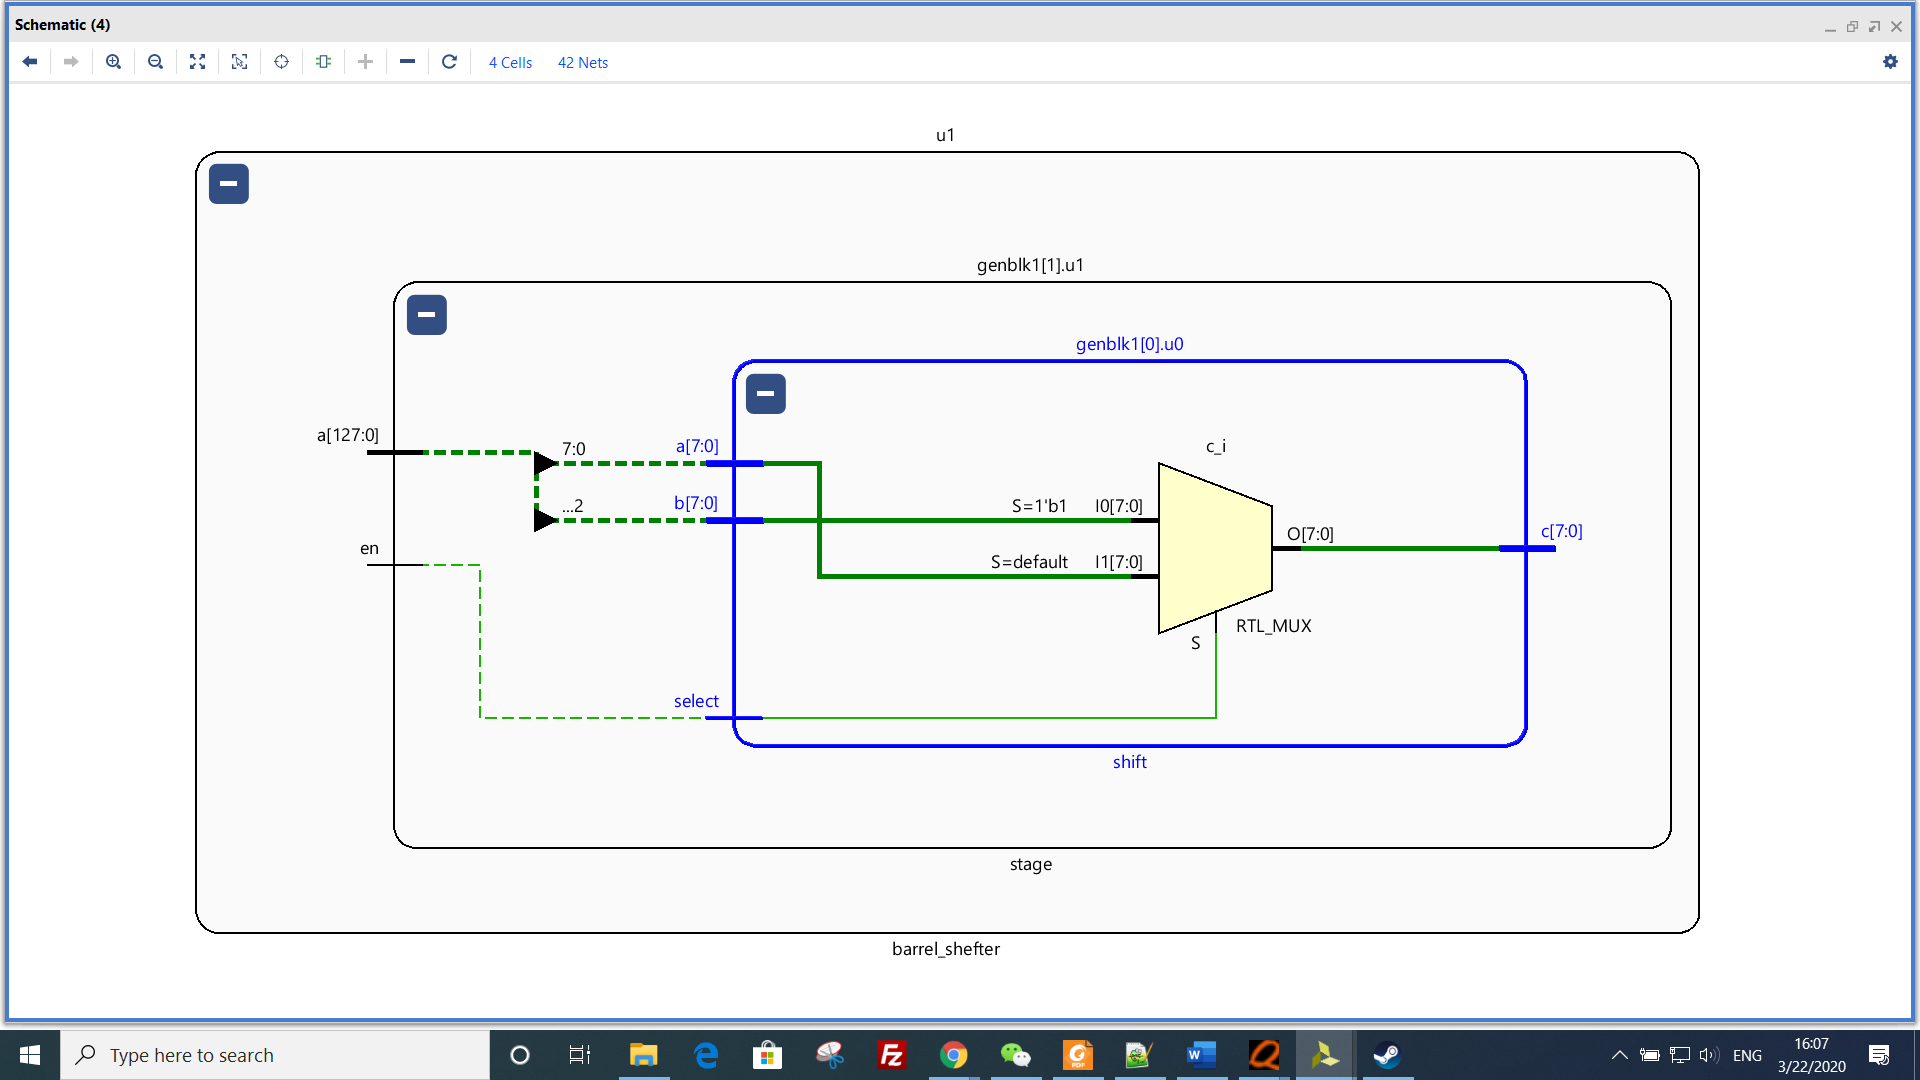 Schematic (4)
4 Cells
42 Nets
u1
genblk1[1].u1
genblk1[0].u0
a[127:0]
7:0
a[7:0]
c_i
...2
b[7:0]
S=1'b1
I0[7:0]
en
S=default
I1[7:0]
O[7:0]
c[7:0]
S
RTL_MUX
select
shift
stage
barrel_shefter
Type here to search
PDF
ENG
16:07
3/22/2020